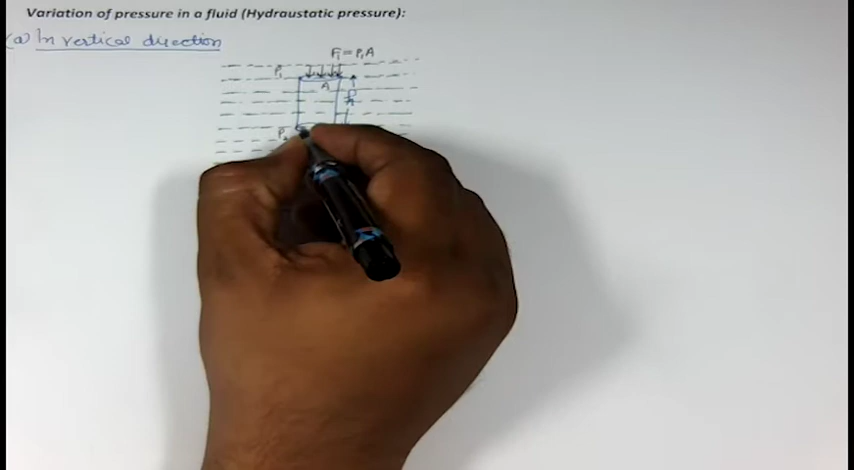 Variation of pressure in a fluid (Hydraustatic pressure):
(a) In vertical direction
F₁ = P₁A
P₁
A
h
P₂